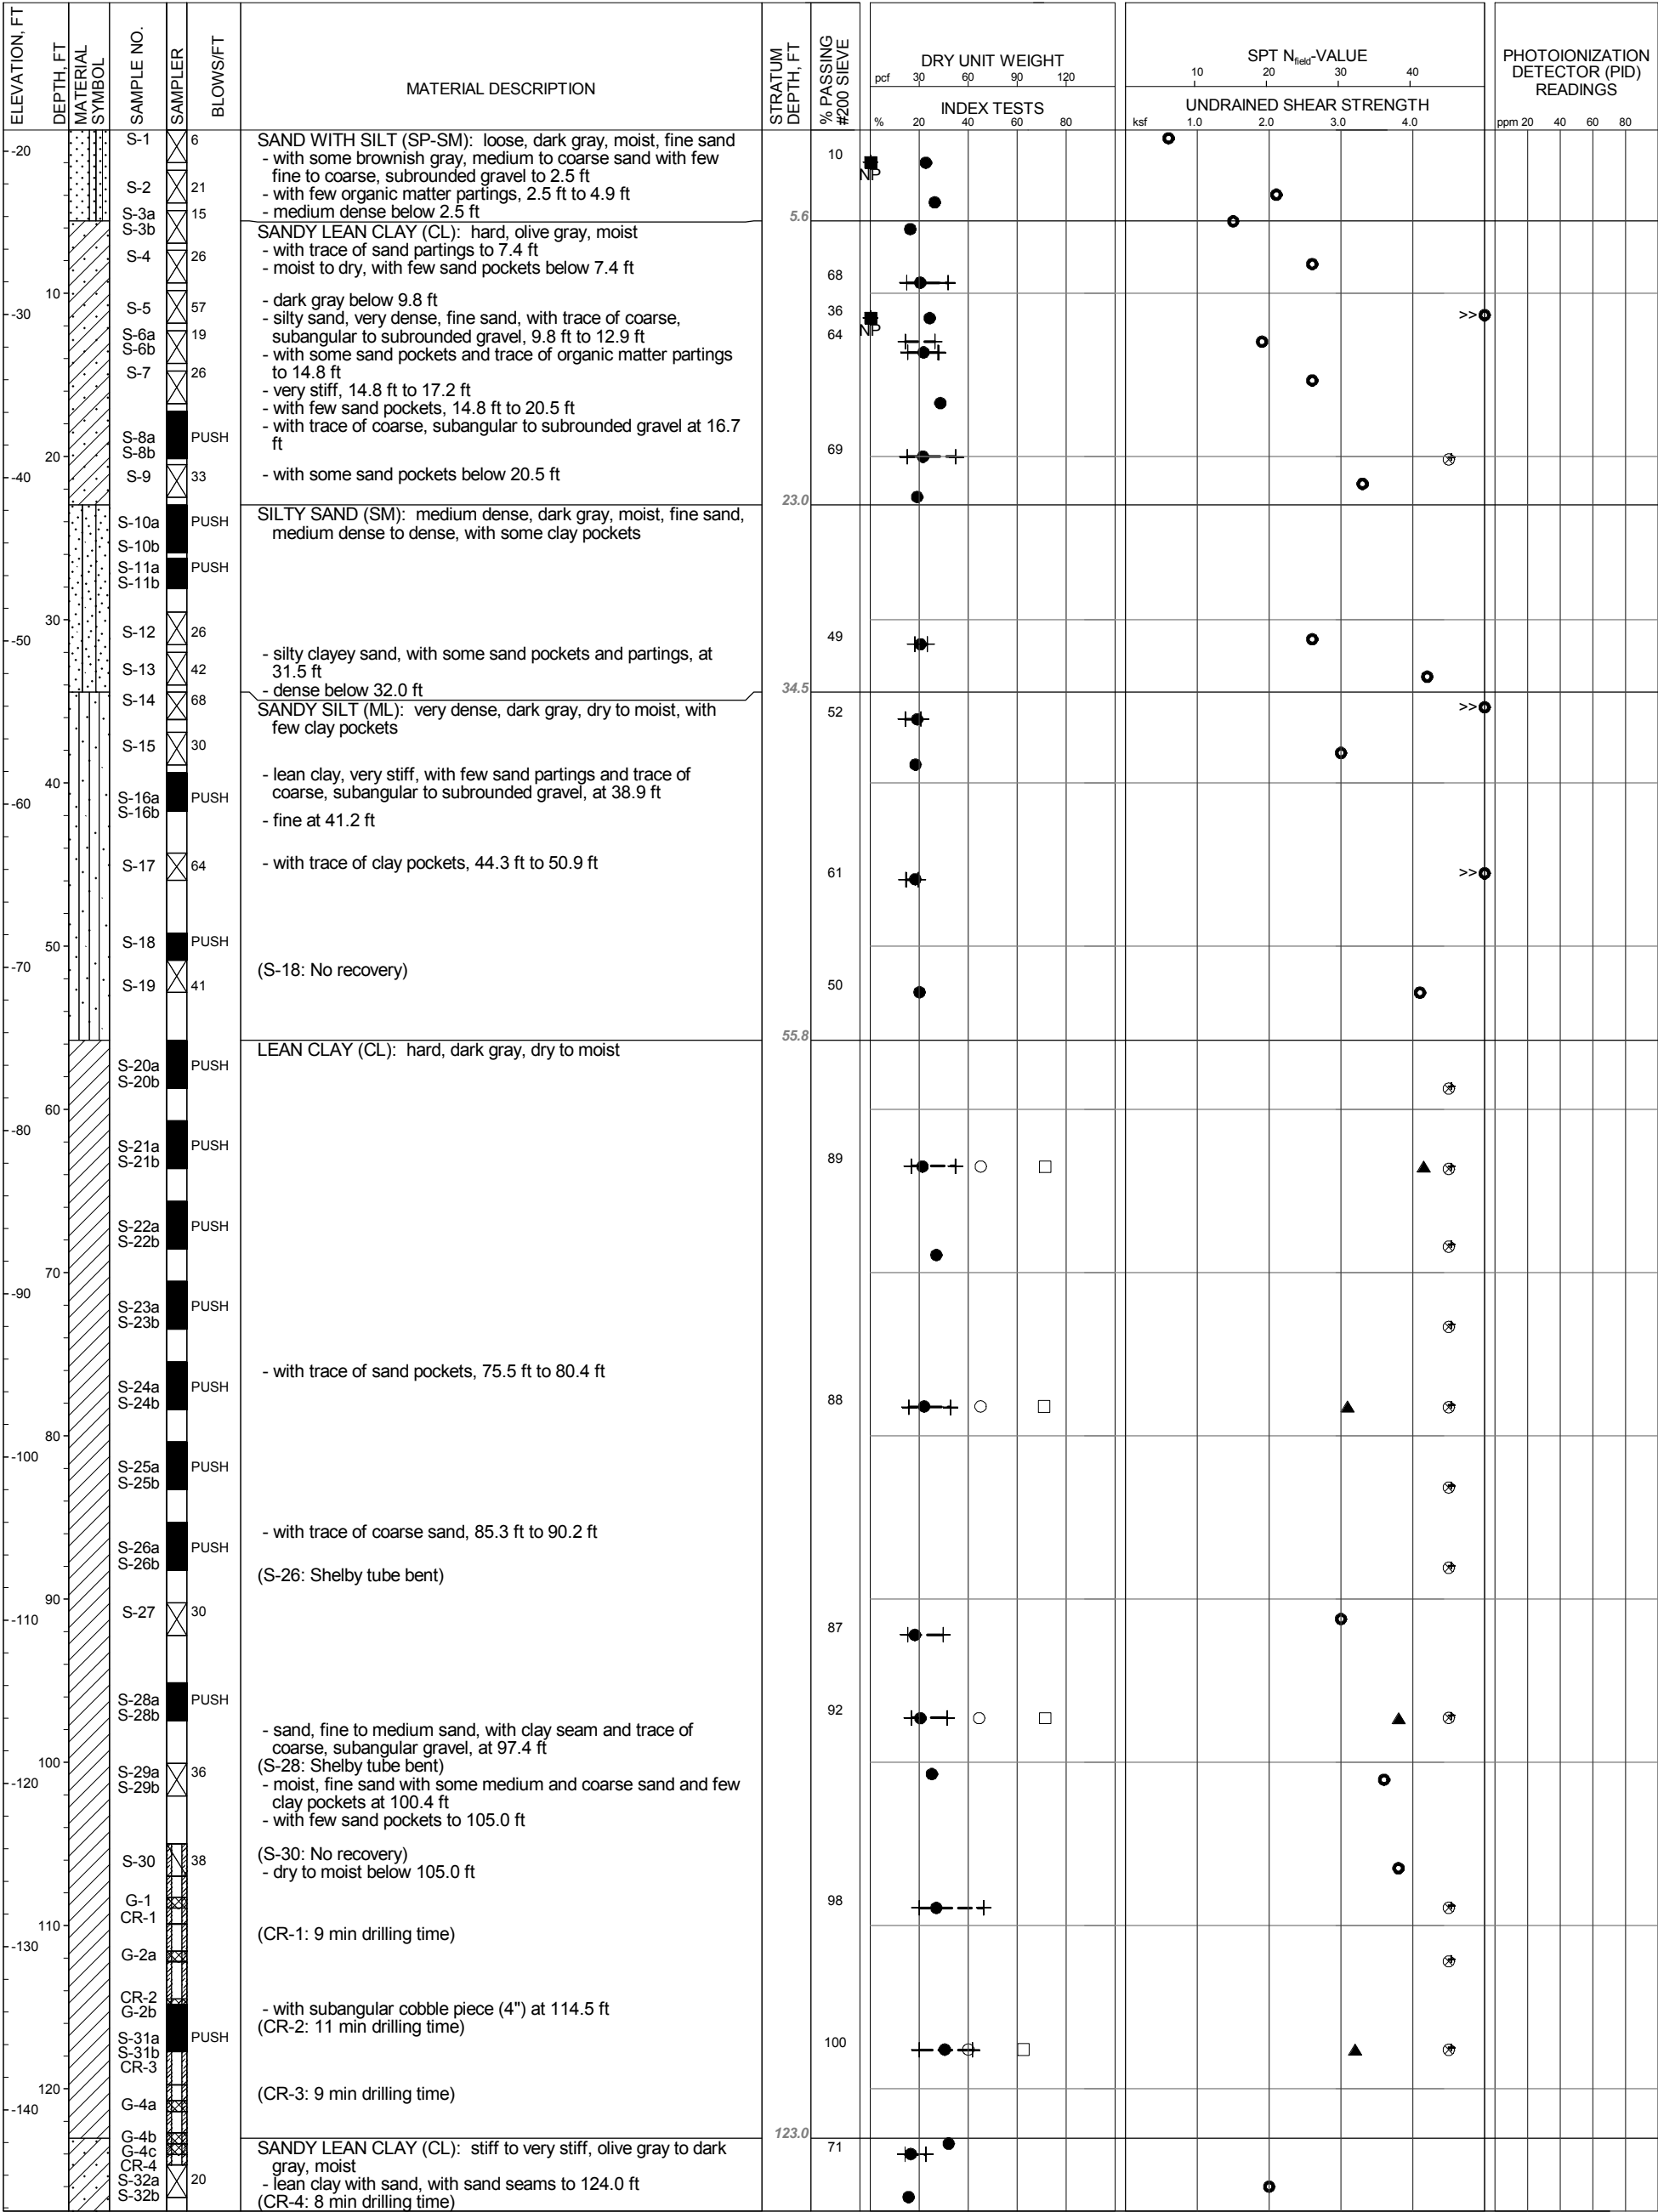 ELEVATION, FT
DEPTH, FT
MATERIAL SYMBOL
SAMPLE NO.
SAMPLER
BLOWS/FT
MATERIAL DESCRIPTION
STRATUM DEPTH, FT
% PASSING #200 SIEVE
DRY UNIT WEIGHT
pcf 30 60 90 120
INDEX TESTS
% 20 40 60 80
SPT Nfield-VALUE
10 20 30 40
UNDRAINED SHEAR STRENGTH
ksf 1.0 2.0 3.0 4.0
PHOTOIONIZATION DETECTOR (PID) READINGS
ppm 20 40 60 80
S-1 6 SAND WITH SILT (SP-SM): loose, dark gray, moist, fine sand
-20
- with some brownish gray, medium to coarse sand with few
10
fine to coarse, subrounded gravel to 2.5 ft
NP
S-2 21 - with few organic matter partings, 2.5 ft to 4.9 ft
S-3a 15 - medium dense below 2.5 ft
5.6
S-3b SANDY LEAN CLAY (CL): hard, olive gray, moist
- with trace of sand partings to 7.4 ft
S-4 26 - moist to dry, with few sand pockets below 7.4 ft
68
10 - dark gray below 9.8 ft
-30 S-5 57 - silty sand, very dense, fine sand, with trace of coarse,
36 >>
NP
S-6a 19 subangular to subrounded gravel, 9.8 ft to 12.9 ft
64
S-6b - with some sand pockets and trace of organic matter partings
to 14.8 ft
S-7 26
- very stiff, 14.8 ft to 17.2 ft
- with few sand pockets, 14.8 ft to 20.5 ft
- with trace of coarse, subangular to subrounded gravel at 16.7
ft
S-8a PUSH
S-8b
20 69
-40 S-9 33 - with some sand pockets below 20.5 ft
23.0
S-10a PUSH SILTY SAND (SM): medium dense, dark gray, moist, fine sand,
medium dense to dense, with some clay pockets
S-10b
S-11a PUSH
S-11b
30
-50 S-12 26 49
- silty clayey sand, with some sand pockets and partings, at
31.5 ft
S-13 42
- dense below 32.0 ft
34.5
S-14 68 SANDY SILT (ML): very dense, dark gray, dry to moist, with
few clay pockets
52 >>
S-15 30
- lean clay, very stiff, with few sand partings and trace of
coarse, subangular to subrounded gravel, at 38.9 ft
40
-60 S-16a PUSH
S-16b
- fine at 41.2 ft
S-17 64 - with trace of clay pockets, 44.3 ft to 50.9 ft
61 >>
50 S-18 PUSH
-70 (S-18: No recovery)
S-19 41 50
55.8
LEAN CLAY (CL): hard, dark gray, dry to moist
S-20a PUSH
S-20b
60
-80
S-21a PUSH
S-21b 89
S-22a PUSH
S-22b
70
-90
S-23a PUSH
S-23b
- with trace of sand pockets, 75.5 ft to 80.4 ft
S-24a PUSH
S-24b 88
80
-100
S-25a PUSH
S-25b
- with trace of coarse sand, 85.3 ft to 90.2 ft
S-26a PUSH
S-26b
(S-26: Shelby tube bent)
90
-110 S-27 30
87
S-28a PUSH
S-28b 92
- sand, fine to medium sand, with clay seam and trace of
coarse, subangular gravel, at 97.4 ft
100 (S-28: Shelby tube bent)
S-29a 36
-120 S-29b - moist, fine sand with some medium and coarse sand and few
clay pockets at 100.4 ft
- with few sand pockets to 105.0 ft
(S-30: No recovery)
S-30 38
- dry to moist below 105.0 ft
G-1 98
CR-1
110
(CR-1: 9 min drilling time)
-130
G-2a
CR-2
G-2b - with subangular cobble piece (4") at 114.5 ft
(CR-2: 11 min drilling time)
S-31a PUSH
S-31b 100
CR-3
120 (CR-3: 9 min drilling time)
-140 G-4a
G-4b 123.0
G-4c SANDY LEAN CLAY (CL): stiff to very stiff, olive gray to dark
71
CR-4 gray, moist
S-32a 20 - lean clay with sand, with sand seams to 124.0 ft
S-32b (CR-4: 8 min drilling time)